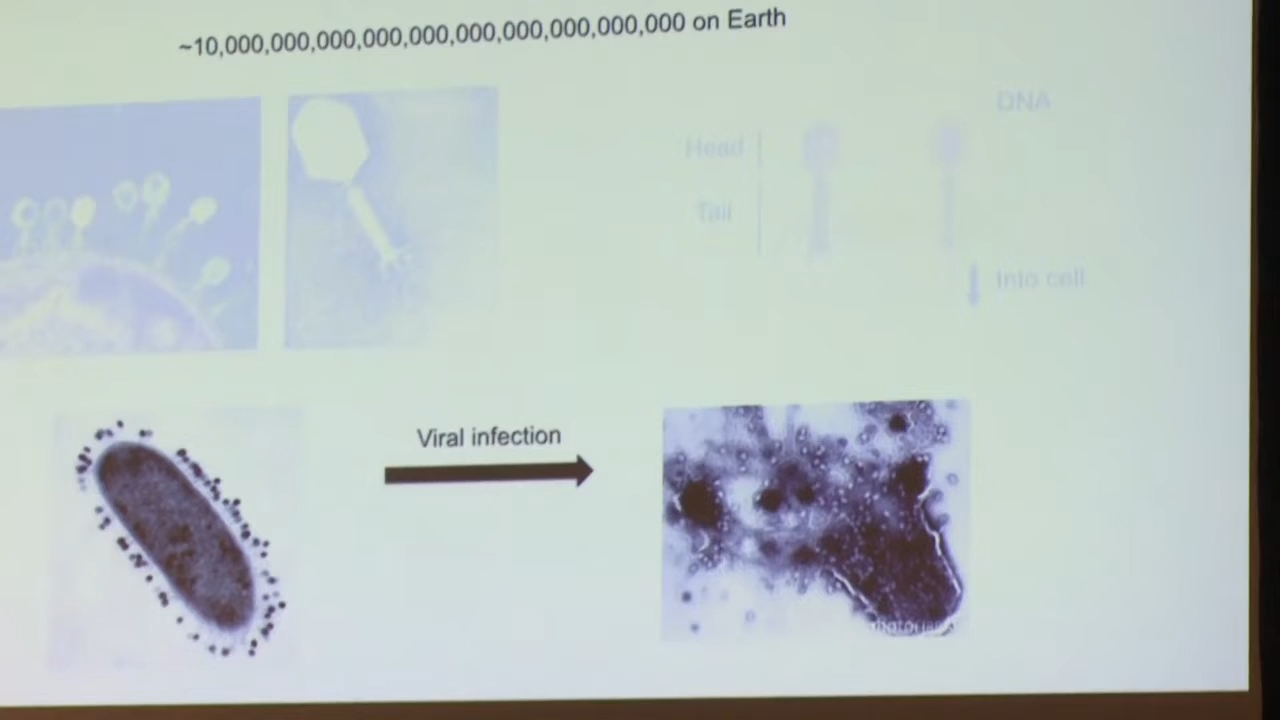 ~10,000,000,000,000,000,000,000,000,000,000 on Earth
DNA
Head
Tail
Into cell
Viral infection